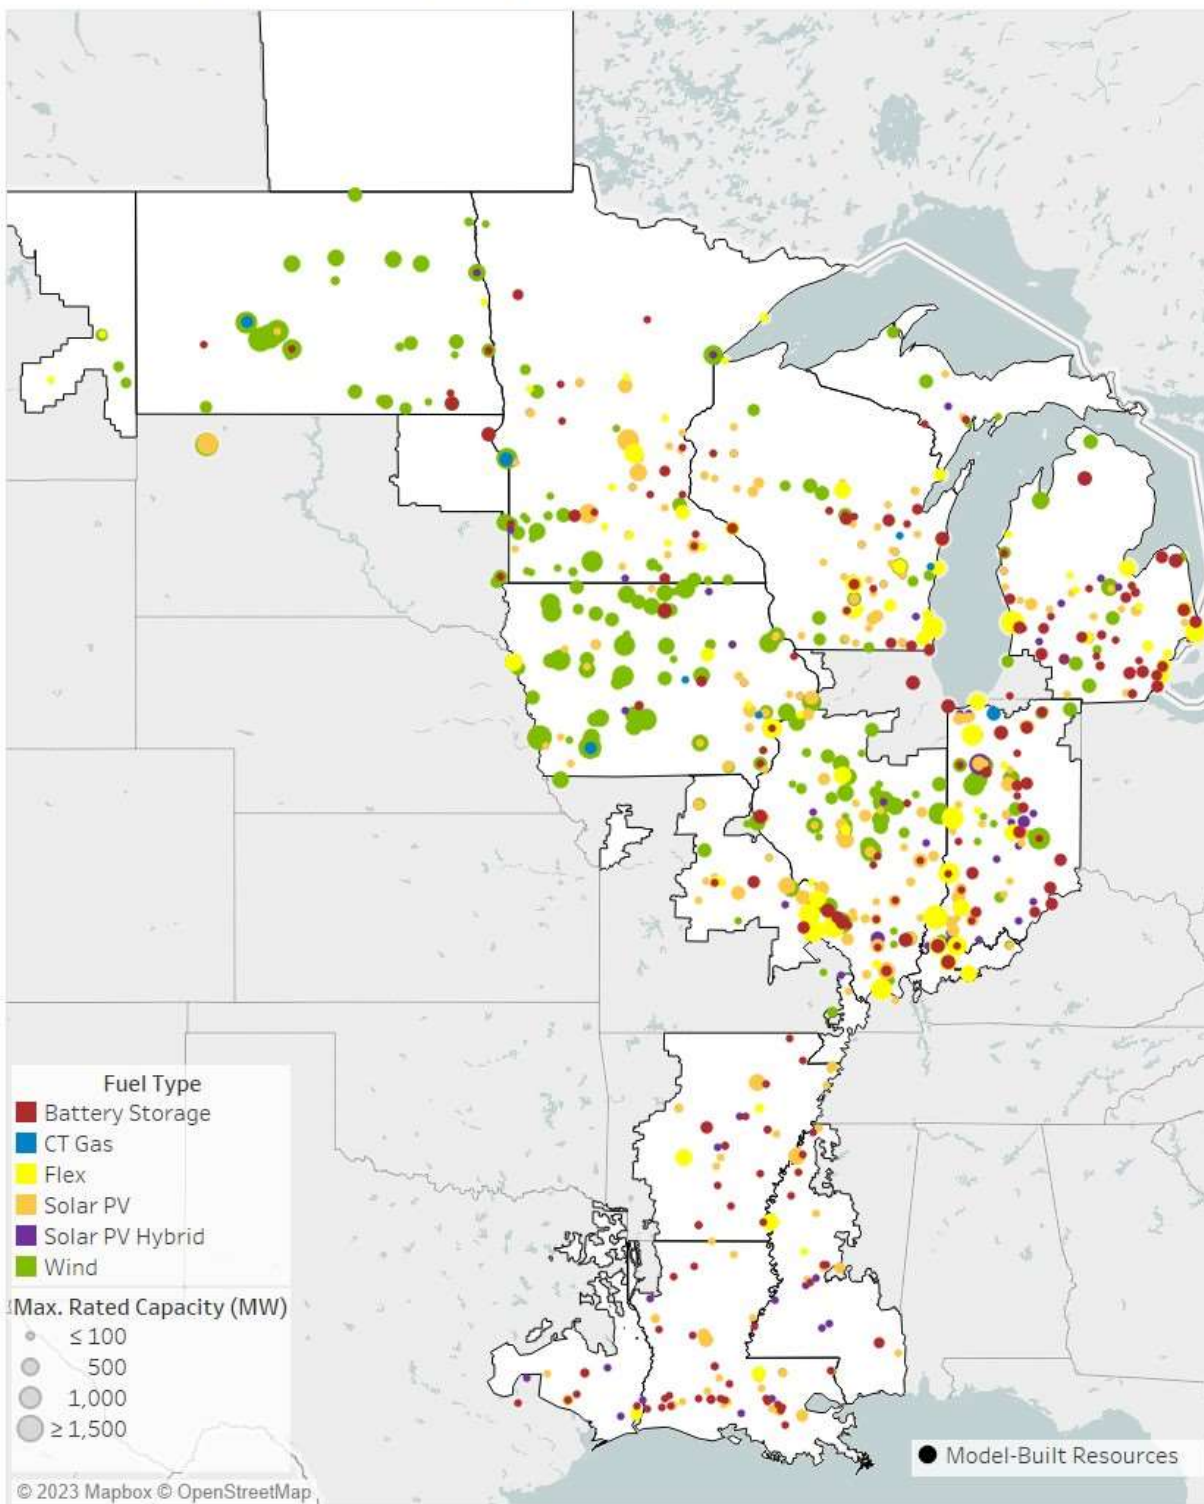 Fuel Type
Battery Storage
CT Gas
Flex
Solar PV
Solar PV Hybrid
Wind
Max. Rated Capacity (MW)
≤ 100
500
1,000
≥ 1,500
Model-Built Resources
© 2023 Mapbox © OpenStreetMap